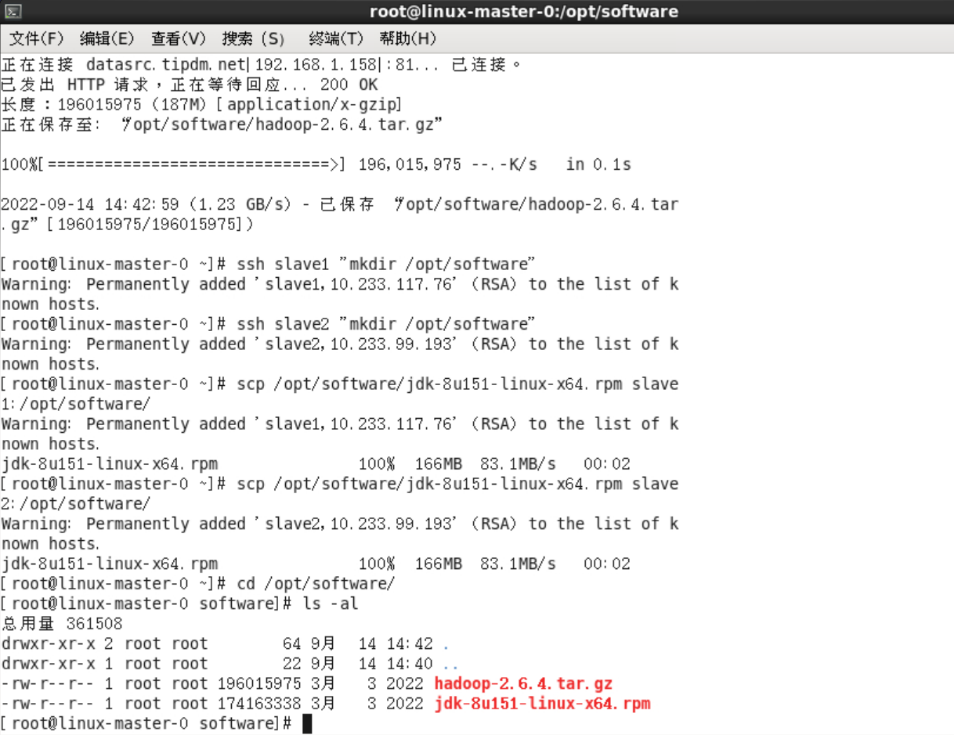 root@linux-master-0:/opt/software
文件(F) 编辑(E) 查看(V) 搜索 (S) 终端(T) 帮助(H)
正在连接 datasrc.tipdm.net|192.168.1.158|:81... 已连接。
已发出 HTTP 请求，正在等待回应... 200 OK
长度：196015975 (187M) [application/x-gzip]
正在保存至: “/opt/software/hadoop-2.6.4.tar.gz”
100%[==============================>] 196,015,975 --.-K/s in 0.1s
2022-09-14 14:42:59 (1.23 GB/s) - 已保存 “/opt/software/hadoop-2.6.4.tar
.gz” [196015975/196015975])
[root@linux-master-0 ~]# ssh slave1 "mkdir /opt/software"
Warning: Permanently added 'slave1,10.233.117.76' (RSA) to the list of k
nown hosts.
[root@linux-master-0 ~]# ssh slave2 "mkdir /opt/software"
Warning: Permanently added 'slave2,10.233.99.193' (RSA) to the list of k
nown hosts.
[root@linux-master-0 ~]# scp /opt/software/jdk-8u151-linux-x64.rpm slave
1:/opt/software/
Warning: Permanently added 'slave1,10.233.117.76' (RSA) to the list of k
nown hosts.
jdk-8u151-linux-x64.rpm 100% 166MB 83.1MB/s 00:02
[root@linux-master-0 ~]# scp /opt/software/jdk-8u151-linux-x64.rpm slave
2:/opt/software/
Warning: Permanently added 'slave2,10.233.99.193' (RSA) to the list of k
nown hosts.
jdk-8u151-linux-x64.rpm 100% 166MB 83.1MB/s 00:02
[root@linux-master-0 ~]# cd /opt/software/
[root@linux-master-0 software]# ls -al
总用量 361508
drwxr-xr-x 2 root root 64 9月 14 14:42 .
drwxr-xr-x 1 root root 22 9月 14 14:40 ..
-rw-r--r-- 1 root root 196015975 3月 3 2022 hadoop-2.6.4.tar.gz
-rw-r--r-- 1 root root 174163338 3月 3 2022 jdk-8u151-linux-x64.rpm
[root@linux-master-0 software]#